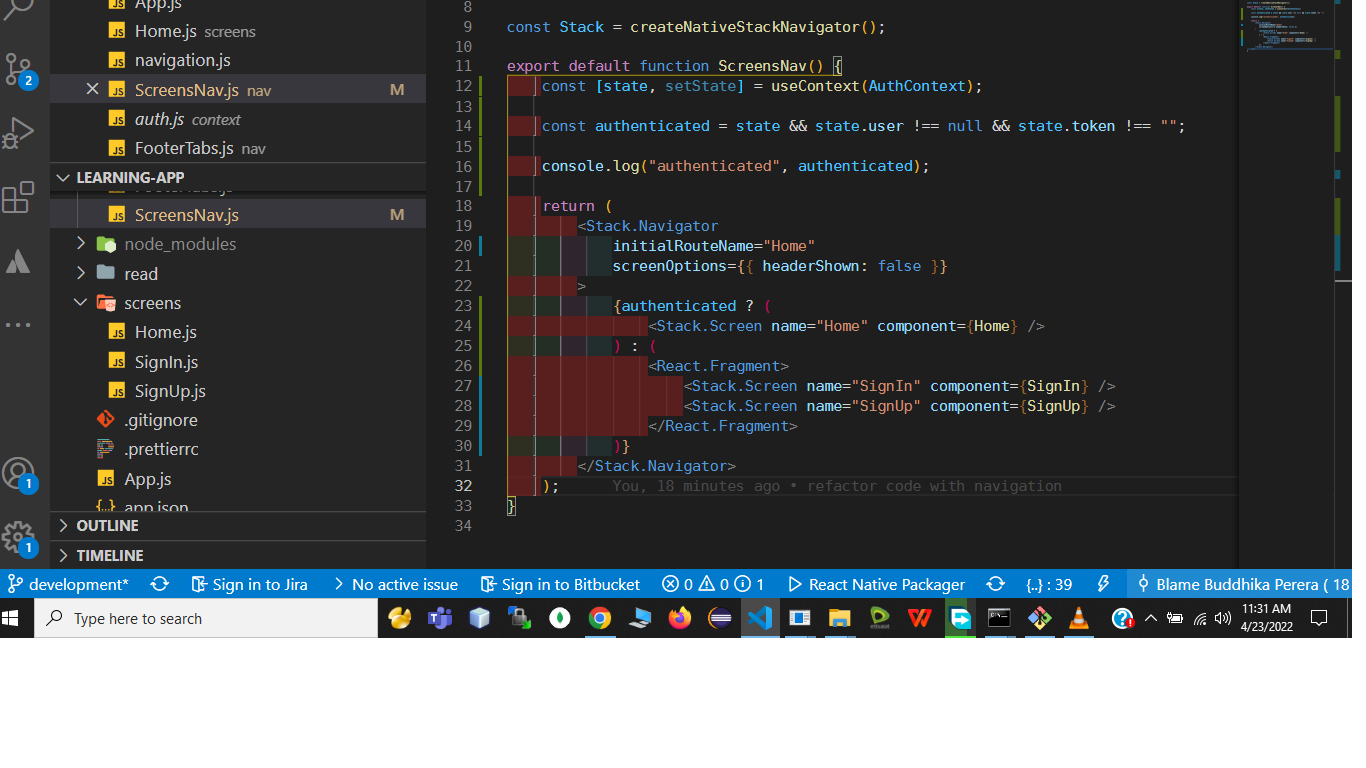 App.js
Home.js screens
navigation.js
ScreensNav.js nav M
auth.js context
FooterTabs.js nav
LEARNING-APP
FooterTabs.js
ScreensNav.js M
node_modules
read
screens
Home.js
SignIn.js
SignUp.js
.gitignore
.prettierrc
App.js
app.json
OUTLINE
TIMELINE
2
1
1
8
9 const Stack = createNativeStackNavigator();
10
11 export default function ScreensNav() {
12 const [state, setState] = useContext(AuthContext);
13
14 const authenticated = state && state.user !== null && state.token !== "";
15
16 console.log("authenticated", authenticated);
17
18 return (
19 <Stack.Navigator
20 initialRouteName="Home"
21 screenOptions={{ headerShown: false }}
22 >
23 {authenticated ? (
24 <Stack.Screen name="Home" component={Home} />
25 ) : (
26 <React.Fragment>
27 <Stack.Screen name="SignIn" component={SignIn} />
28 <Stack.Screen name="SignUp" component={SignUp} />
29 </React.Fragment>
30 )}
31 </Stack.Navigator>
32 ); You, 18 minutes ago • refactor code with navigation
33 }
34
development* Sign in to Jira No active issue Sign in to Bitbucket 0 0 1 React Native Packager {..} : 39 Blame Buddhika Perera ( 18
Type here to search
11:31 AM
4/23/2022